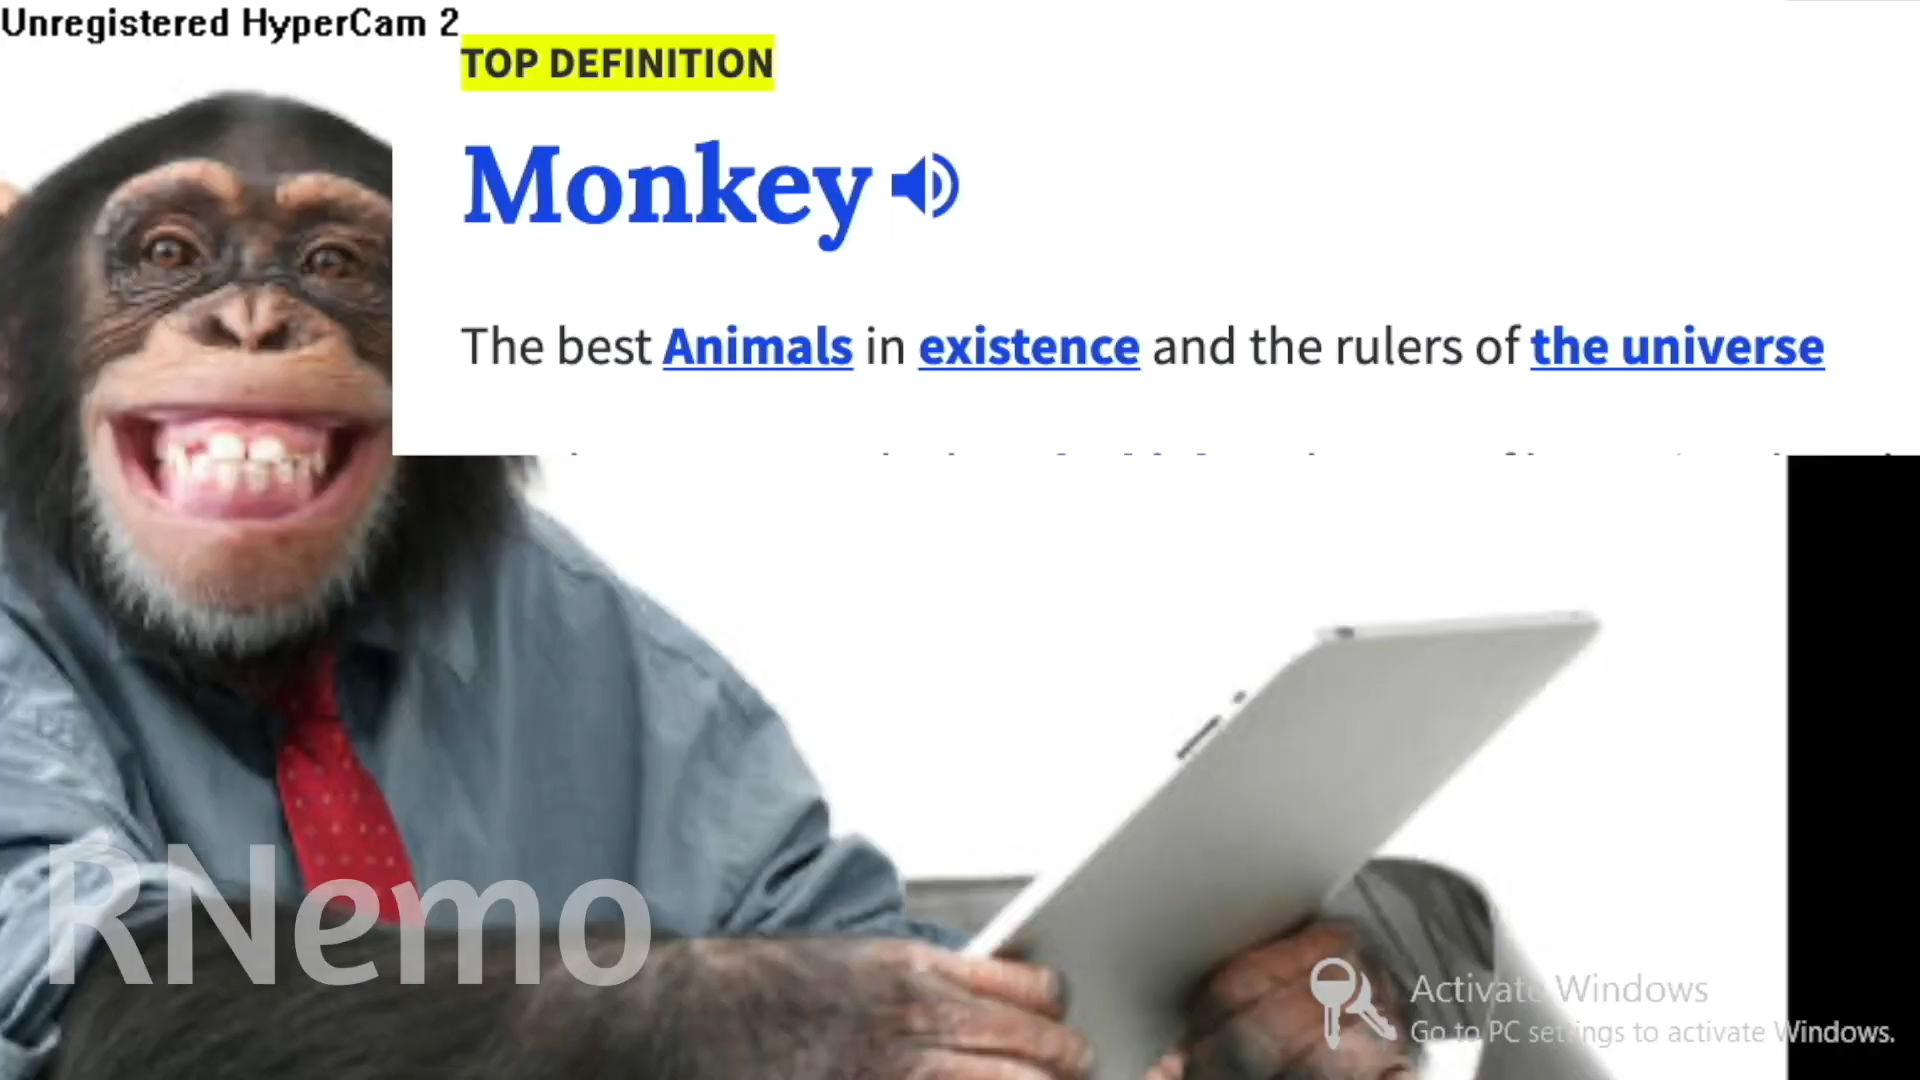 Unregistered HyperCam 2
TOP DEFINITION
Monkey
The best Animals in existence and the rulers of the universe
RNemo
Activate Windows
Go to PC settings to activate Windows.